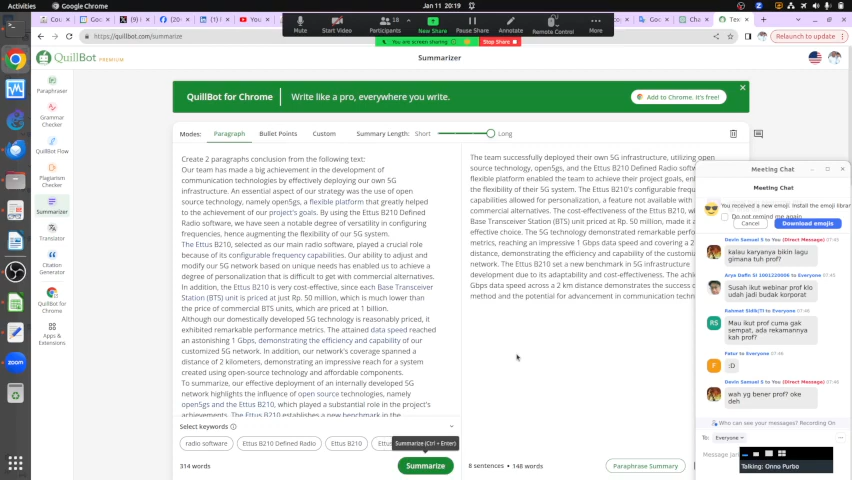 Activities
Google Chrome
Jan 11 20:19
Mute
Start Video
Participants
18
New Share
Pause Share
Annotate
Remote Control
More
You are screen sharing
Stop Share
https://quillbot.com/summarize
Relaunch to update
QuillBot PREMIUM
Summarizer
Paraphraser
Grammar
Checker
QuillBot Flow
Plagiarism
Checker
Summarizer
Translator
Citation
Generator
QuillBot for
Chrome
Apps &
Extensions
QuillBot for Chrome
Write like a pro, everywhere you write.
Add to Chrome. It's free!
Modes:
Paragraph
Bullet Points
Custom
Summary Length:
Short
Long
Create 2 paragraphs conclusion from the following text:
Our team has made a big achievement in the development of
communication technologies by effectively deploying our own 5G
infrastructure. An essential aspect of our strategy was the use of open
source technology, namely open5Gs, a flexible platform that greatly helped
to the achievement of our project's goals. By using the Ettus B210 Defined
Radio Software, we have seen a notable degree of versatility in configuring
frequencies, hence augmenting the flexibility of our 5G system.
The Ettus B210, selected as our main radio software, played a crucial role
because of its configurable frequency capabilities. Our ability to adjust and
modify our 5G network based on unique needs has enabled us to achieve a
degree of personalization that is difficult to get with commercial alternatives.
In addition, the Ettus B210 is very cost-effective, since each Base Transceiver
Station (BTS) unit is priced at just Rp. 50 million, which is much lower than
the price of commercial BTS units, which are priced at 1 billion.
Although our domestically developed 5G technology is reasonably priced, it
exhibited remarkable performance metrics. The attained data speed reached
an astonishing 1 Gbps, demonstrating the efficiency and capability of our
customized 5G network. In addition, our network's coverage spanned a
distance of 2 kilometers, demonstrating an impressive reach for a system
created using open-source technology and affordable components.
To summarize, our effective deployment of an internally developed 5G
network highlights the influence of open source technologies, namely
open5gs and the Ettus B210, which played a substantial role in the project's
achievements. The Ettus B210 establishes a new benchmark in the
Select keywords
radio software
Ettus B210 Defined Radio
Ettus B210
Ettus
Summarize (Ctrl + Enter)
314 words
Summarize
The team successfully deployed their own 5G infrastructure, utilizing open
source technology, open5Gs, and the Ettus B210 Defined Radio Software. The
flexible platform enabled the team to achieve their project goals, enh
the flexibility of their 5G system. The Ettus B210's configurable frequ
capabilities allowed for personalization, a feature not available with
commercial alternatives. The cost-effectiveness of the Ettus B210, wi
Base Transceiver Station (BTS) unit priced at Rp. 50 million, made it a
effective choice. The 5G technology demonstrated remarkable perfor
metrics, reaching an impressive 1 Gbps data speed and covering a 2
distance, demonstrating the efficiency and capability of the customi
network. The Ettus B210 set a new benchmark in 5G network
development due to its adaptability and cost-effectiveness. The achie
Gbps data speed across a 2 km distance demonstrates the success of
method and the potential for advancement in communication techn
8 sentences • 148 words
Paraphrase Summary
Meeting Chat
Meeting Chat
You received a new emoji: Install the emoji librar
Do not remind me again
Cancel
Download emojis
Devin Samuel S to You (Direct Message) 07:45
kalau karyanya bikin lagu
gimana tuh prof?
Arya Daffa SI 1001220008 to Everyone 07:45
Susah ikut webinar prof klo
udah jadi budak korporat
Rahmat Sidik|TI to Everyone 07:46
RS
Mau ikut prof cuma gak
sempat, ada rekamannya
kah prof?
Fatur to Everyone 07:46
F
:D
Devin Samuel S to You (Direct Message) 07:46
wah yg bener prof? oke
deh
Who can see your messages? Recording On
To:
Everyone
Talking: Onno Purbo